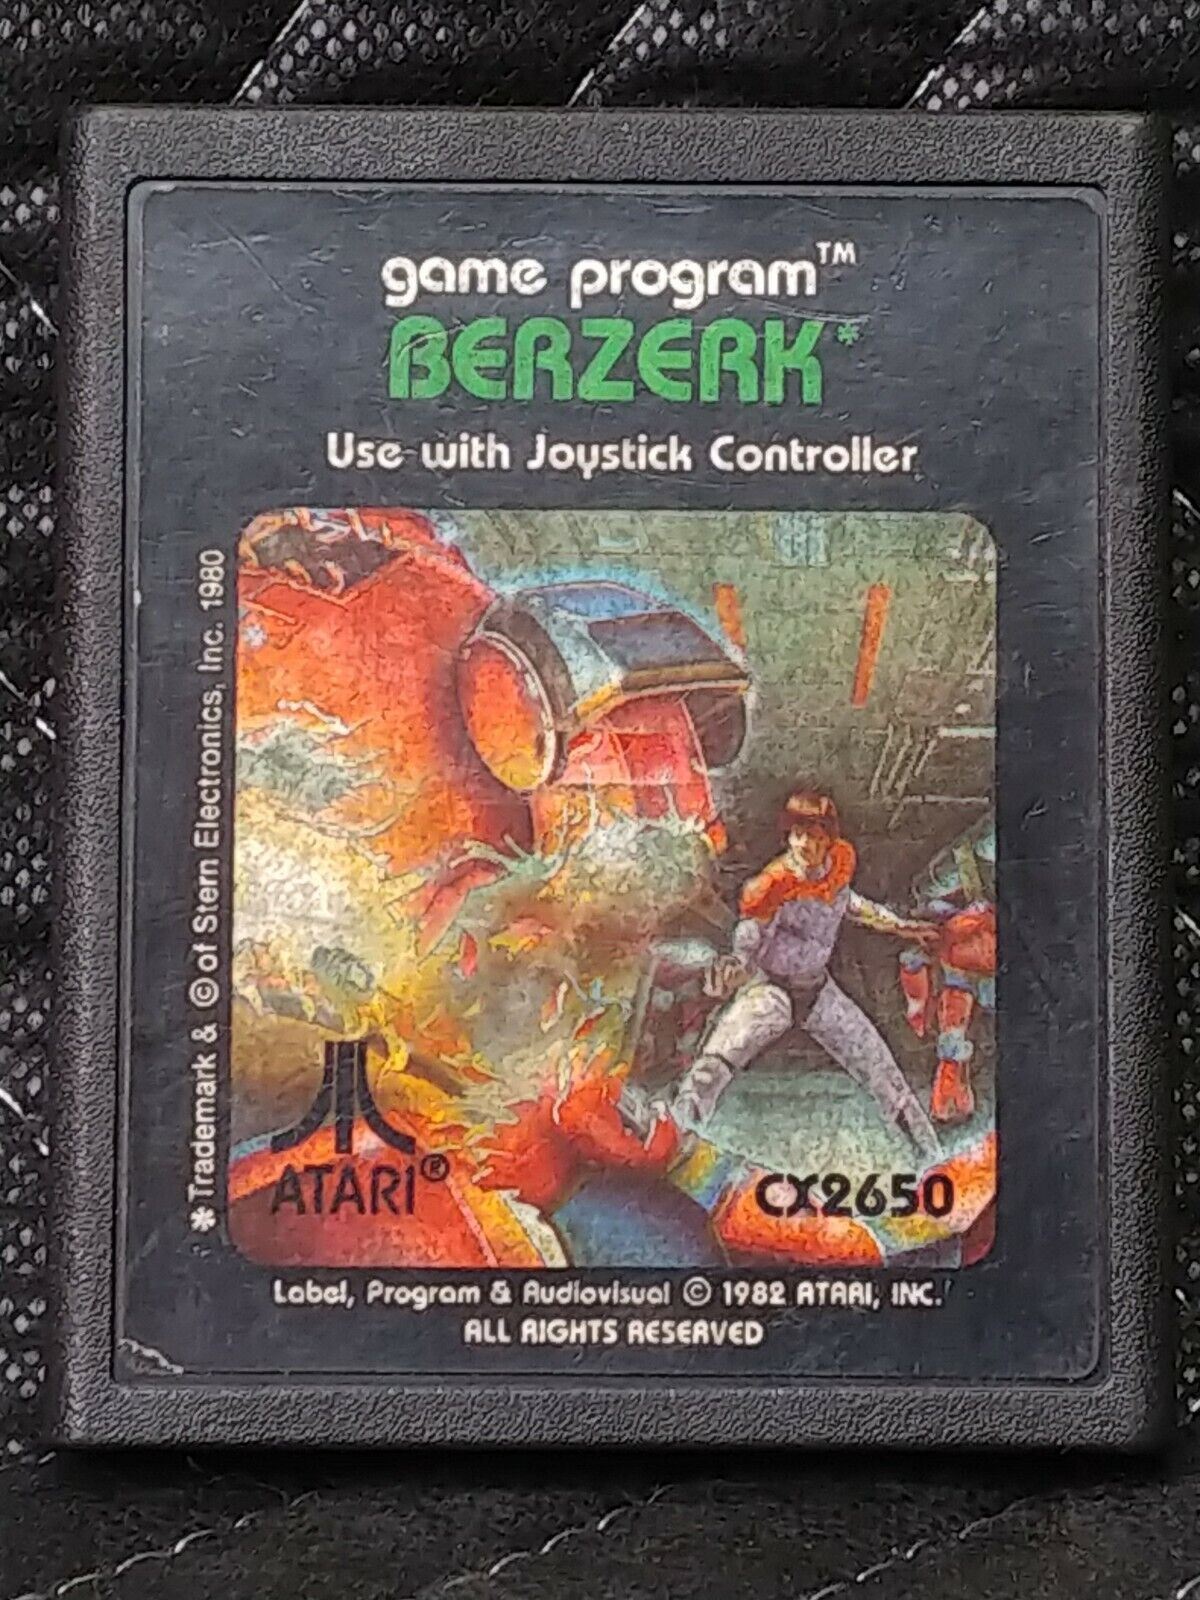 game program™
BERZERK*
Use with Joystick Controller
*Trademark & © of Stern Electronics, Inc. 1980
ATARI®
CX2650
Label, Program & Audiovisual © 1982 ATARI, INC.
ALL RIGHTS RESERVED